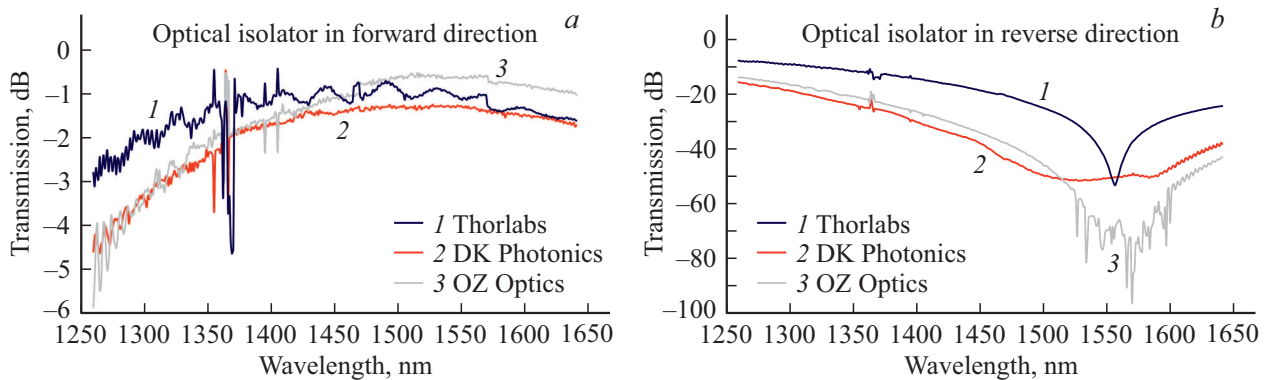 a
Optical isolator in forward direction
0
–1
–2
–3
–4
–5
–6
Transmission, dB
1
2
3
1 Thorlabs
2 DK Photonics
3 OZ Optics
1250 1300 1350 1400 1450 1500 1550 1600 1650
Wavelength, nm
b
Optical isolator in reverse direction
0
–20
–40
–60
–80
–100
Transmission, dB
1
2
3
1 Thorlabs
2 DK Photonics
3 OZ Optics
1250 1300 1350 1400 1450 1500 1550 1600 1650
Wavelength, nm